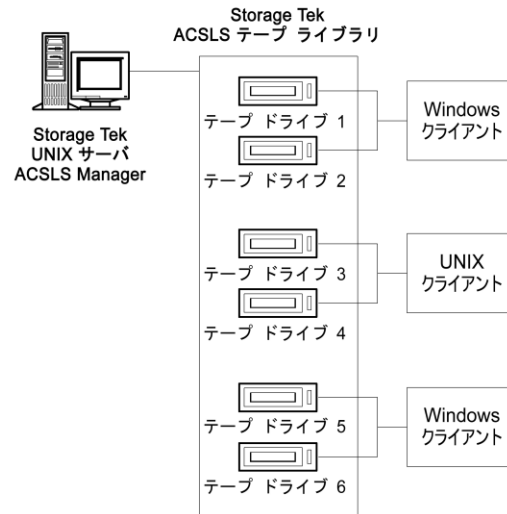 Storage Tek
ACSLS テープ ライブラリ
Storage Tek
UNIX サーバ
ACSLS Manager
テープ ドライブ 1
テープ ドライブ 2
Windows
クライアント
テープ ドライブ 3
テープ ドライブ 4
UNIX
クライアント
テープ ドライブ 5
テープ ドライブ 6
Windows
クライアント